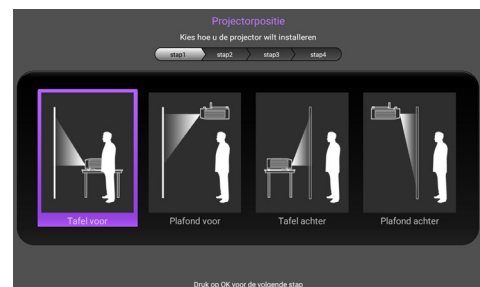 Projectorpositie
Kies hoe u de projector wilt installeren
stap1 stap2 stap3 stap4
Tafel voor Plafond voor Tafel achter Plafond achter
Druk op OK voor de volgende stap